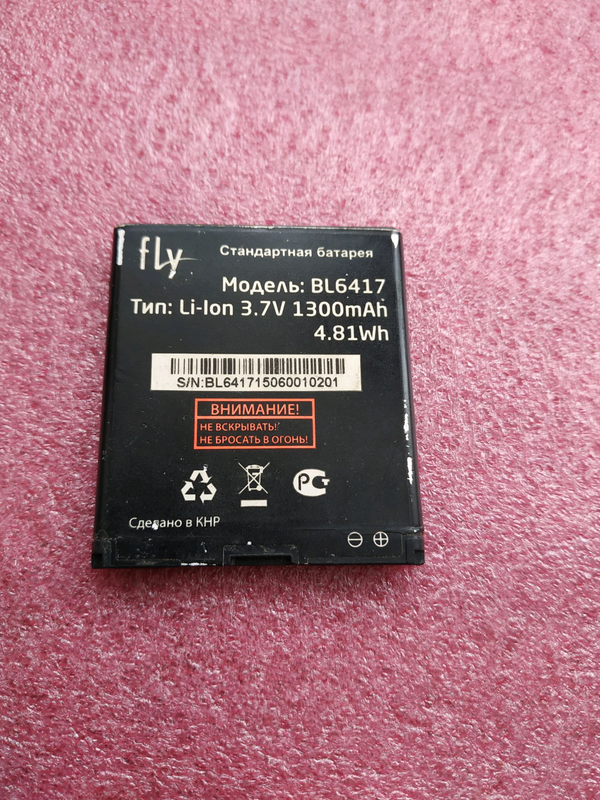 fly
Стандартная батарея
Модель: BL6417
Тип: Li-Ion 3.7V 1300mAh
4.81Wh
S/N:BL641715060010201
ВНИМАНИЕ!
НЕ ВСКРЫВАТЬ!
НЕ БРОСАТЬ В ОГОНЬ!
РСТ
Сделано в КНР
⊖ ⊕